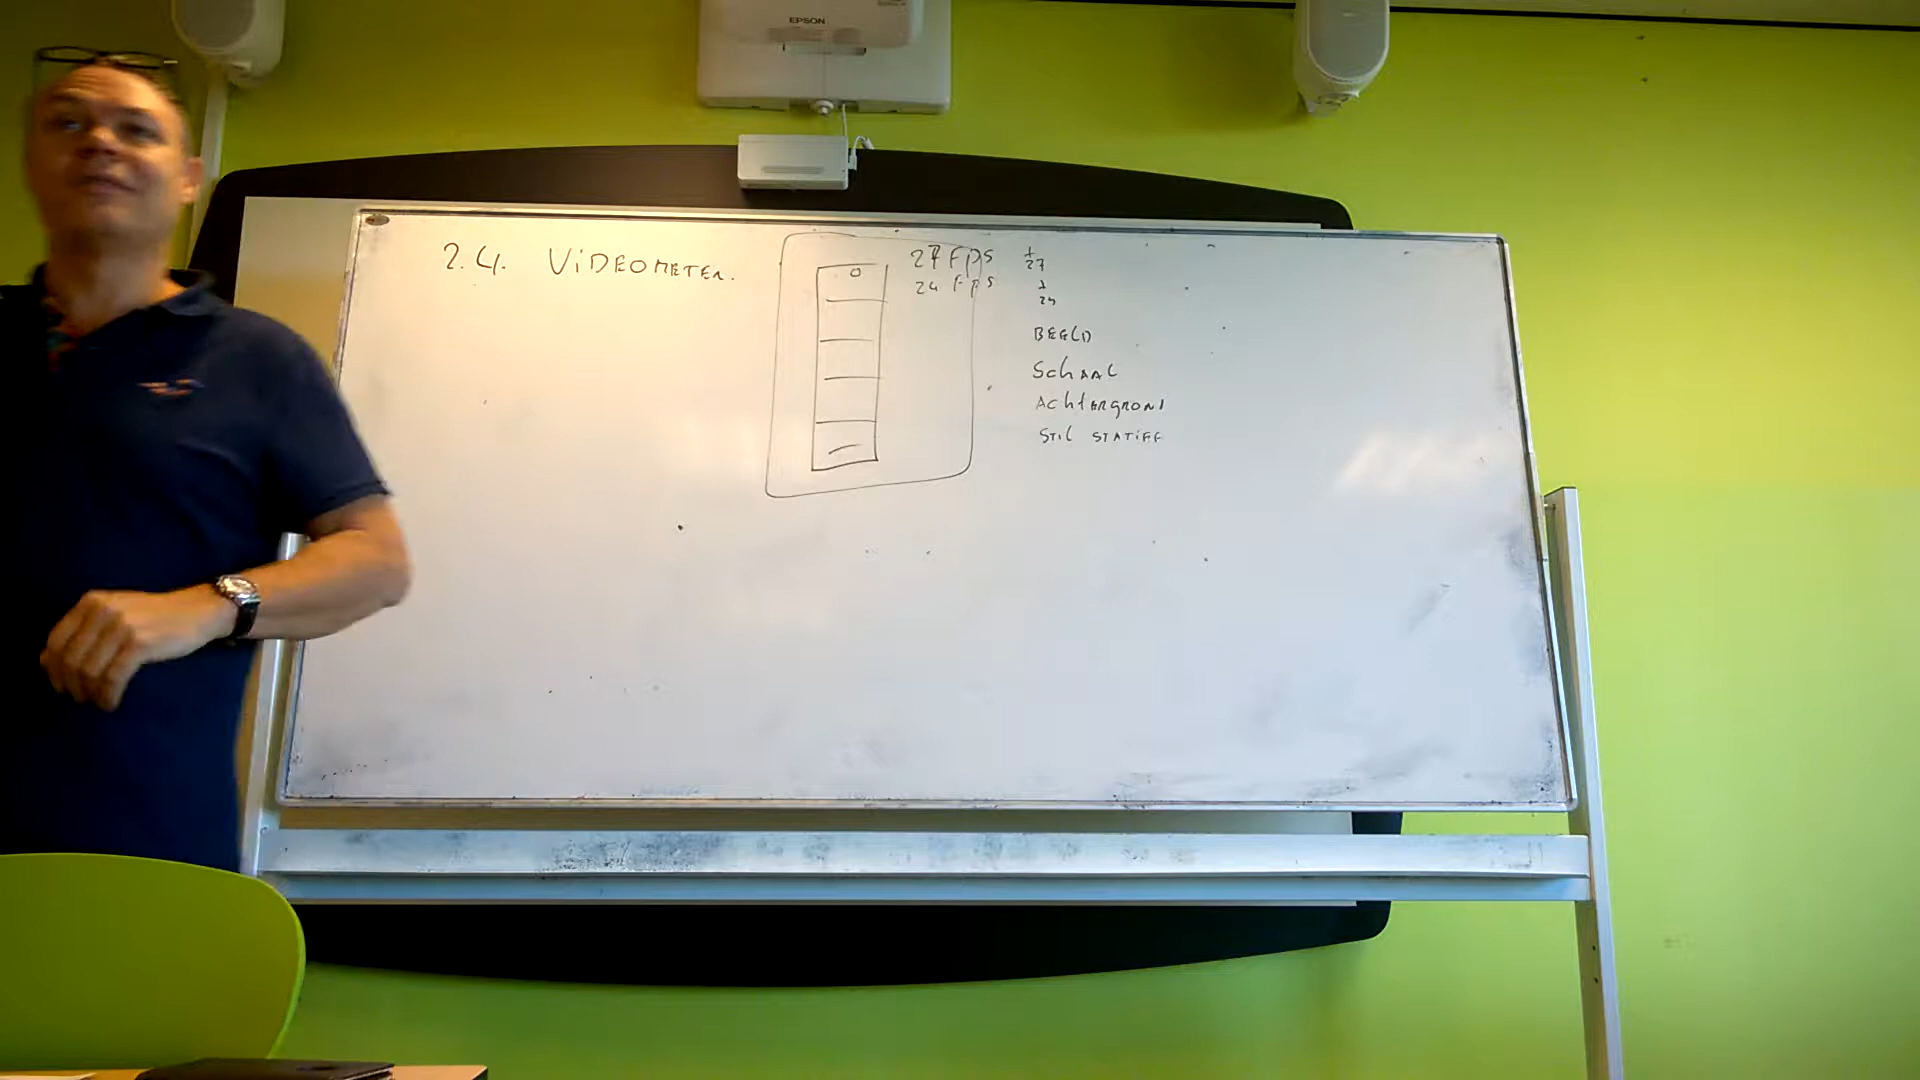 EPSON
2.4. VIDEOMETER.
27 FPS 1/27
24 FPS 1/24
BEELD
SCHAAL
ACHTERGROND
STIL STATIEF